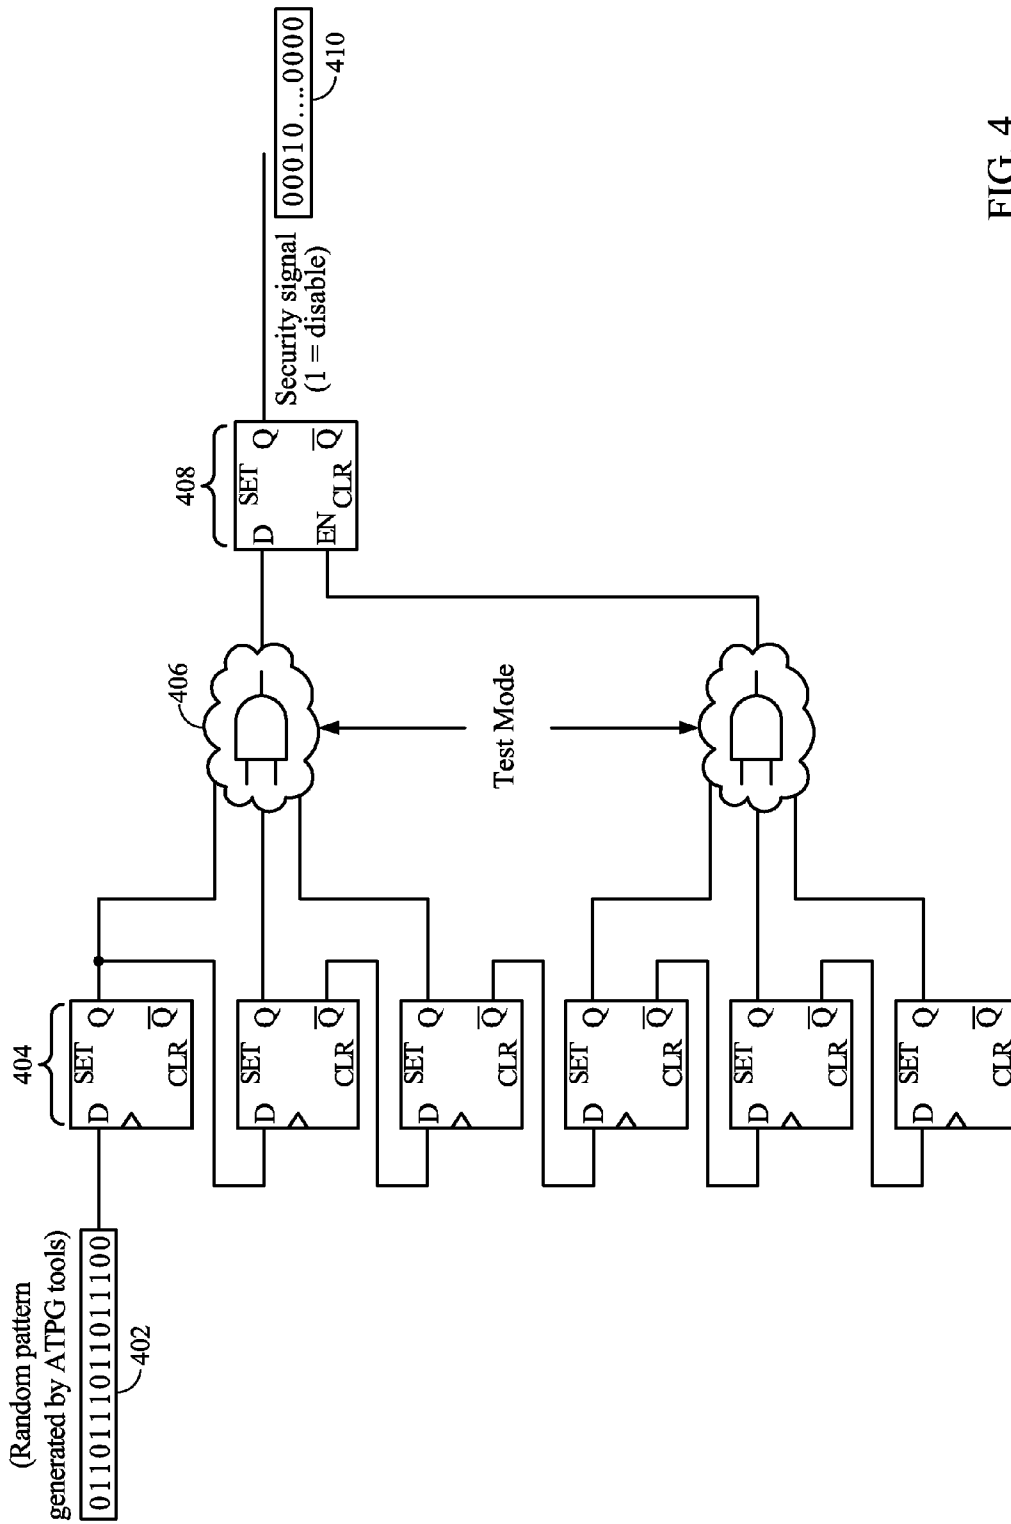 (Random pattern
generated by ATPG tools)
0110111011011011100
402
404
D SET Q
CLR Q̅
D SET Q
CLR Q̅
D SET Q
CLR Q̅
D SET Q
CLR Q̅
D SET Q
CLR Q̅
D SET Q
CLR Q̅
406
Test Mode
408
D SET Q
EN CLR Q̅
Security signal
(1 = disable)
00010....0000
410
FIG. 4